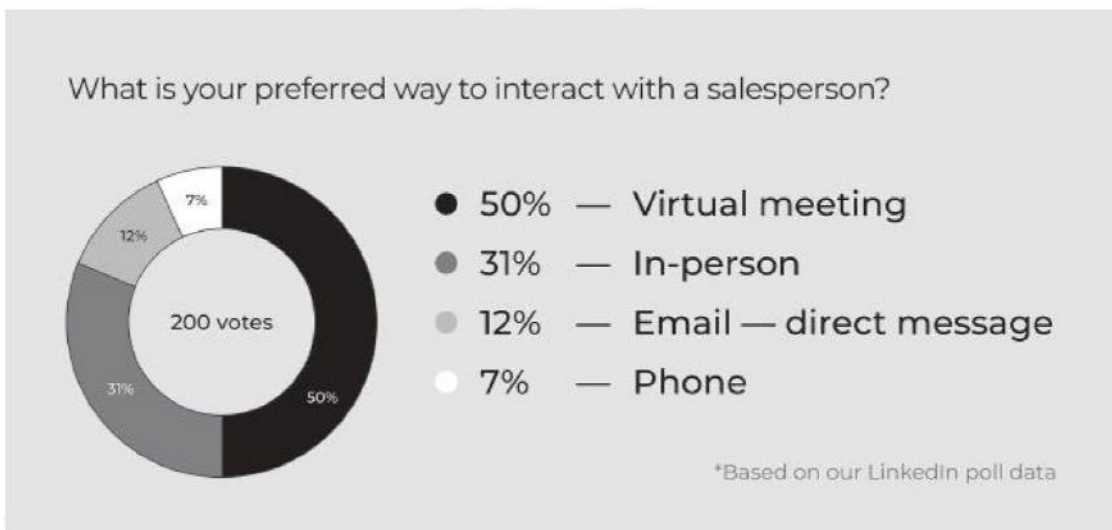 What is your preferred way to interact with a salesperson?
7%
12%
200 votes
31%
50%
50% — Virtual meeting
31% — In-person
12% — Email — direct message
7% — Phone
*Based on our LinkedIn poll data